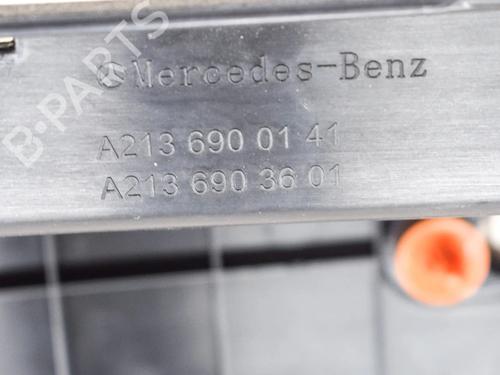 B-PARTS
Mercedes-Benz
A213 690 01 41
A213 690 36 01